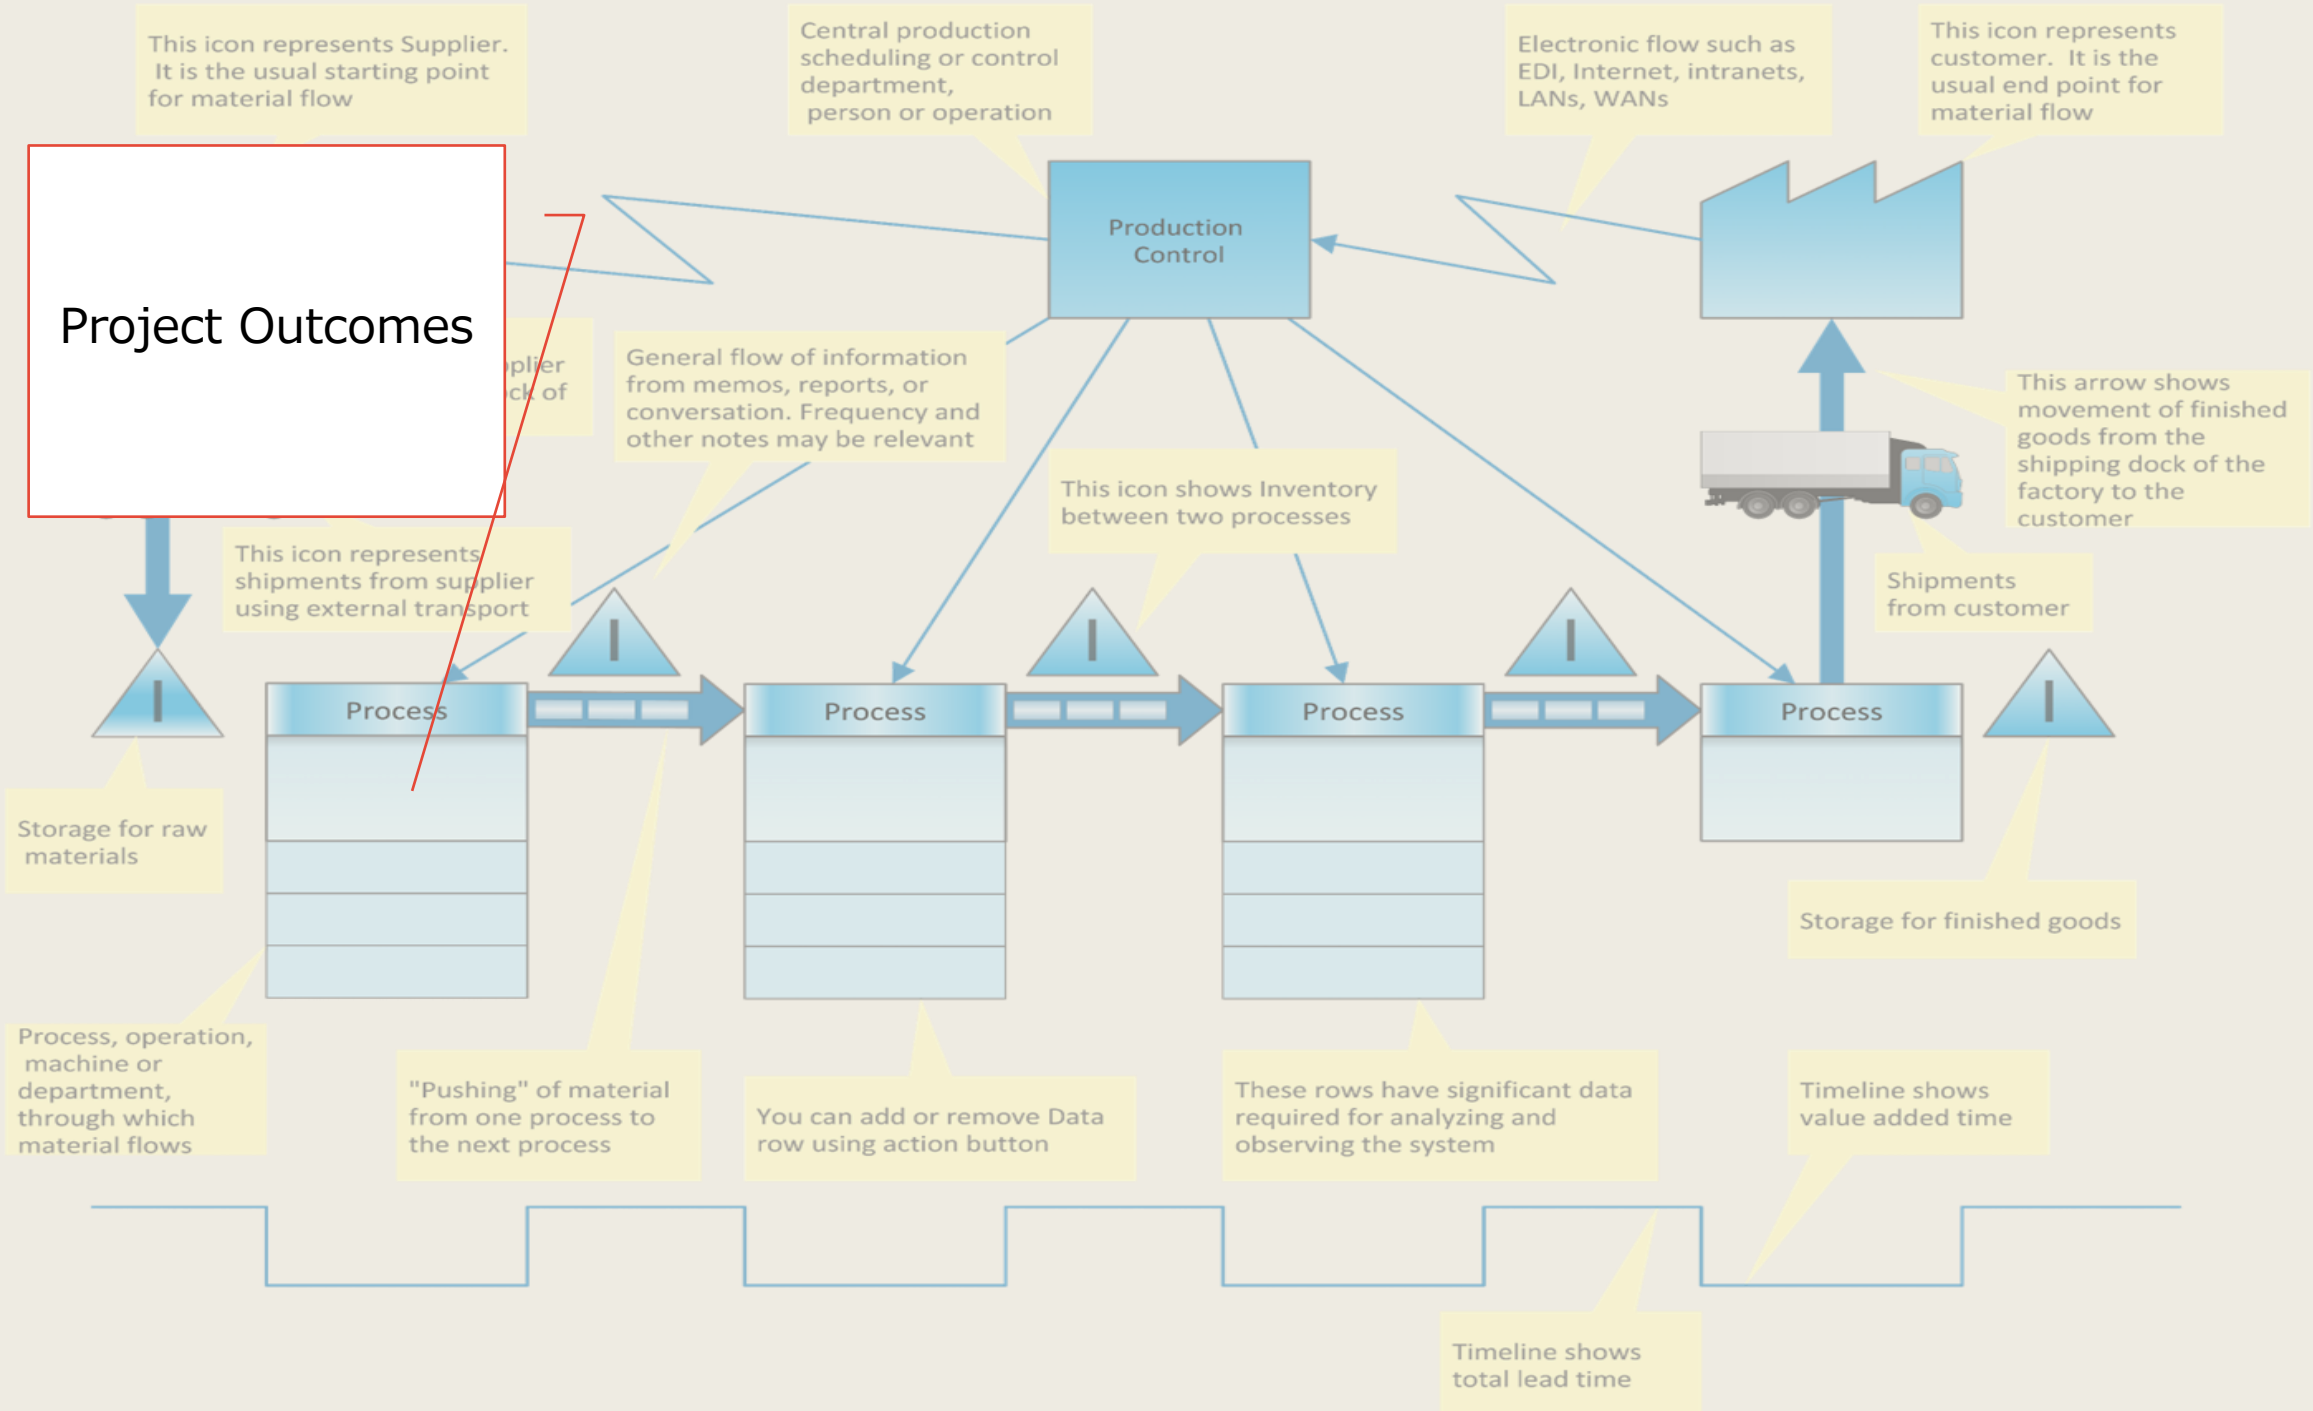 This icon represents Supplier.
It is the usual starting point
for material flow
Central production
scheduling or control
department,
person or operation
Electronic flow such as
EDI, Internet, intranets,
LANs, WANs
This icon represents
customer. It is the
usual end point for
material flow
Project Outcomes
Production
Control
ck of
General flow of information
from memos, reports, or
conversation. Frequency and
other notes may be relevant
This icon shows Inventory
between two processes
This arrow shows
movement of finished
goods from the
shipping dock of the
factory to the
customer
This icon represents
shipments from supplier
using external transport
Shipments
from customer
I
I
I
I
I
Process
Process
Process
Process
Storage for raw
materials
Storage for finished goods
Process, operation,
machine or
department,
through which
material flows
"Pushing" of material
from one process to
the next process
You can add or remove Data
row using action button
These rows have significant data
required for analyzing and
observing the system
Timeline shows
value added time
Timeline shows
total lead time